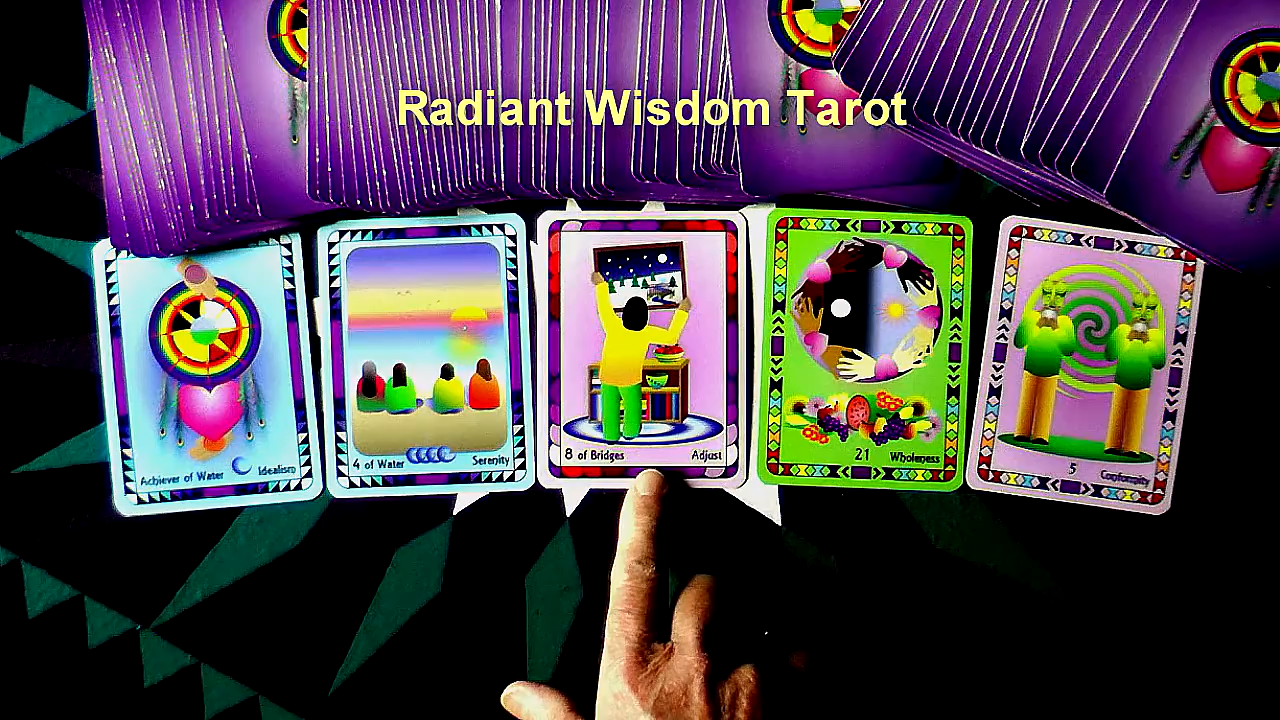 Radiant Wisdom Tarot
Achiever of Water Idealism
4 of Water Serenity
8 of Bridges Adjust
21 Wholeness
5 Conformity